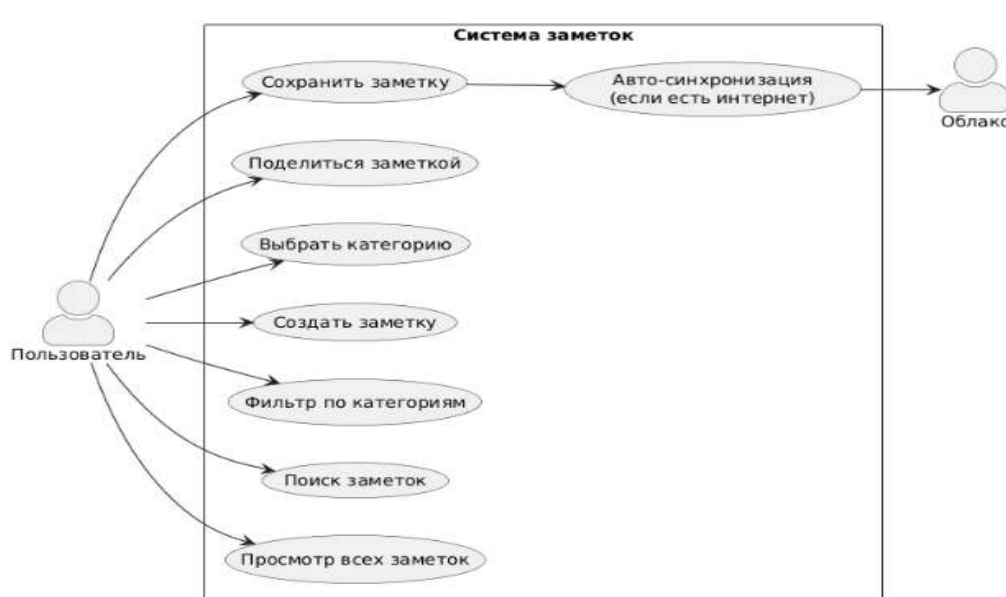 Система заметок
Сохранить заметку
Авто-синхронизация
(если есть интернет)
Облако
Поделиться заметкой
Выбрать категорию
Создать заметку
Пользователь
Фильтр по категориям
Поиск заметок
Просмотр всех заметок